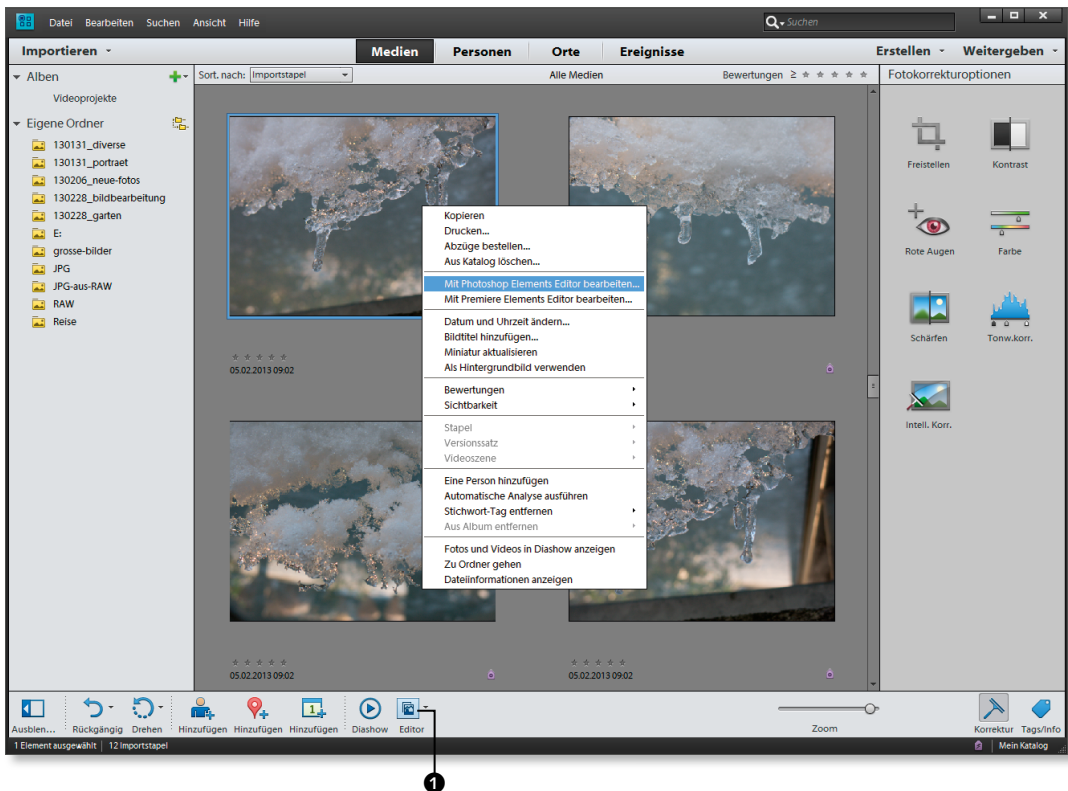 Datei Bearbeiten Suchen Ansicht Hilfe
Suchen
Importieren
Medien Personen Orte Ereignisse
Erstellen Weitergeben
Alben
Videoprojekte
Eigene Ordner
130131_diverse
130131_portraet
130206_neue-fotos
130228_bildbearbeitung
130228_garten
E:
grosse-bilder
JPG
JPG-aus-RAW
RAW
Reise
Sort. nach: Importstapel
Alle Medien
Bewertungen ≥
05.02.2013 09:02
Kopieren
Drucken...
Abzüge bestellen...
Aus Katalog löschen...
Mit Photoshop Elements Editor bearbeiten...
Mit Premiere Elements Editor bearbeiten...
Datum und Uhrzeit ändern...
Bildtitel hinzufügen...
Miniatur aktualisieren
Als Hintergrundbild verwenden
Bewertungen
Sichtbarkeit
Stapel
Versionssatz
Videoszene
Eine Person hinzufügen
Automatische Analyse ausführen
Stichwort-Tag entfernen
Aus Album entfernen
Fotos und Videos in Diashow anzeigen
Zu Ordner gehen
Dateiinformationen anzeigen
05.02.2013 09:02
05.02.2013 09:02
Fotokorrekturoptionen
Freistellen Kontrast
Rote Augen Farbe
Schärfen Tonw.korr.
Intell. Korr.
Ausblen... Rückgängig Drehen Hinzufügen Hinzufügen Hinzufügen Diashow Editor
1
Zoom
Korrektur Tags/Info
1 Element ausgewählt 12 Importstapel
Mein Katalog
1